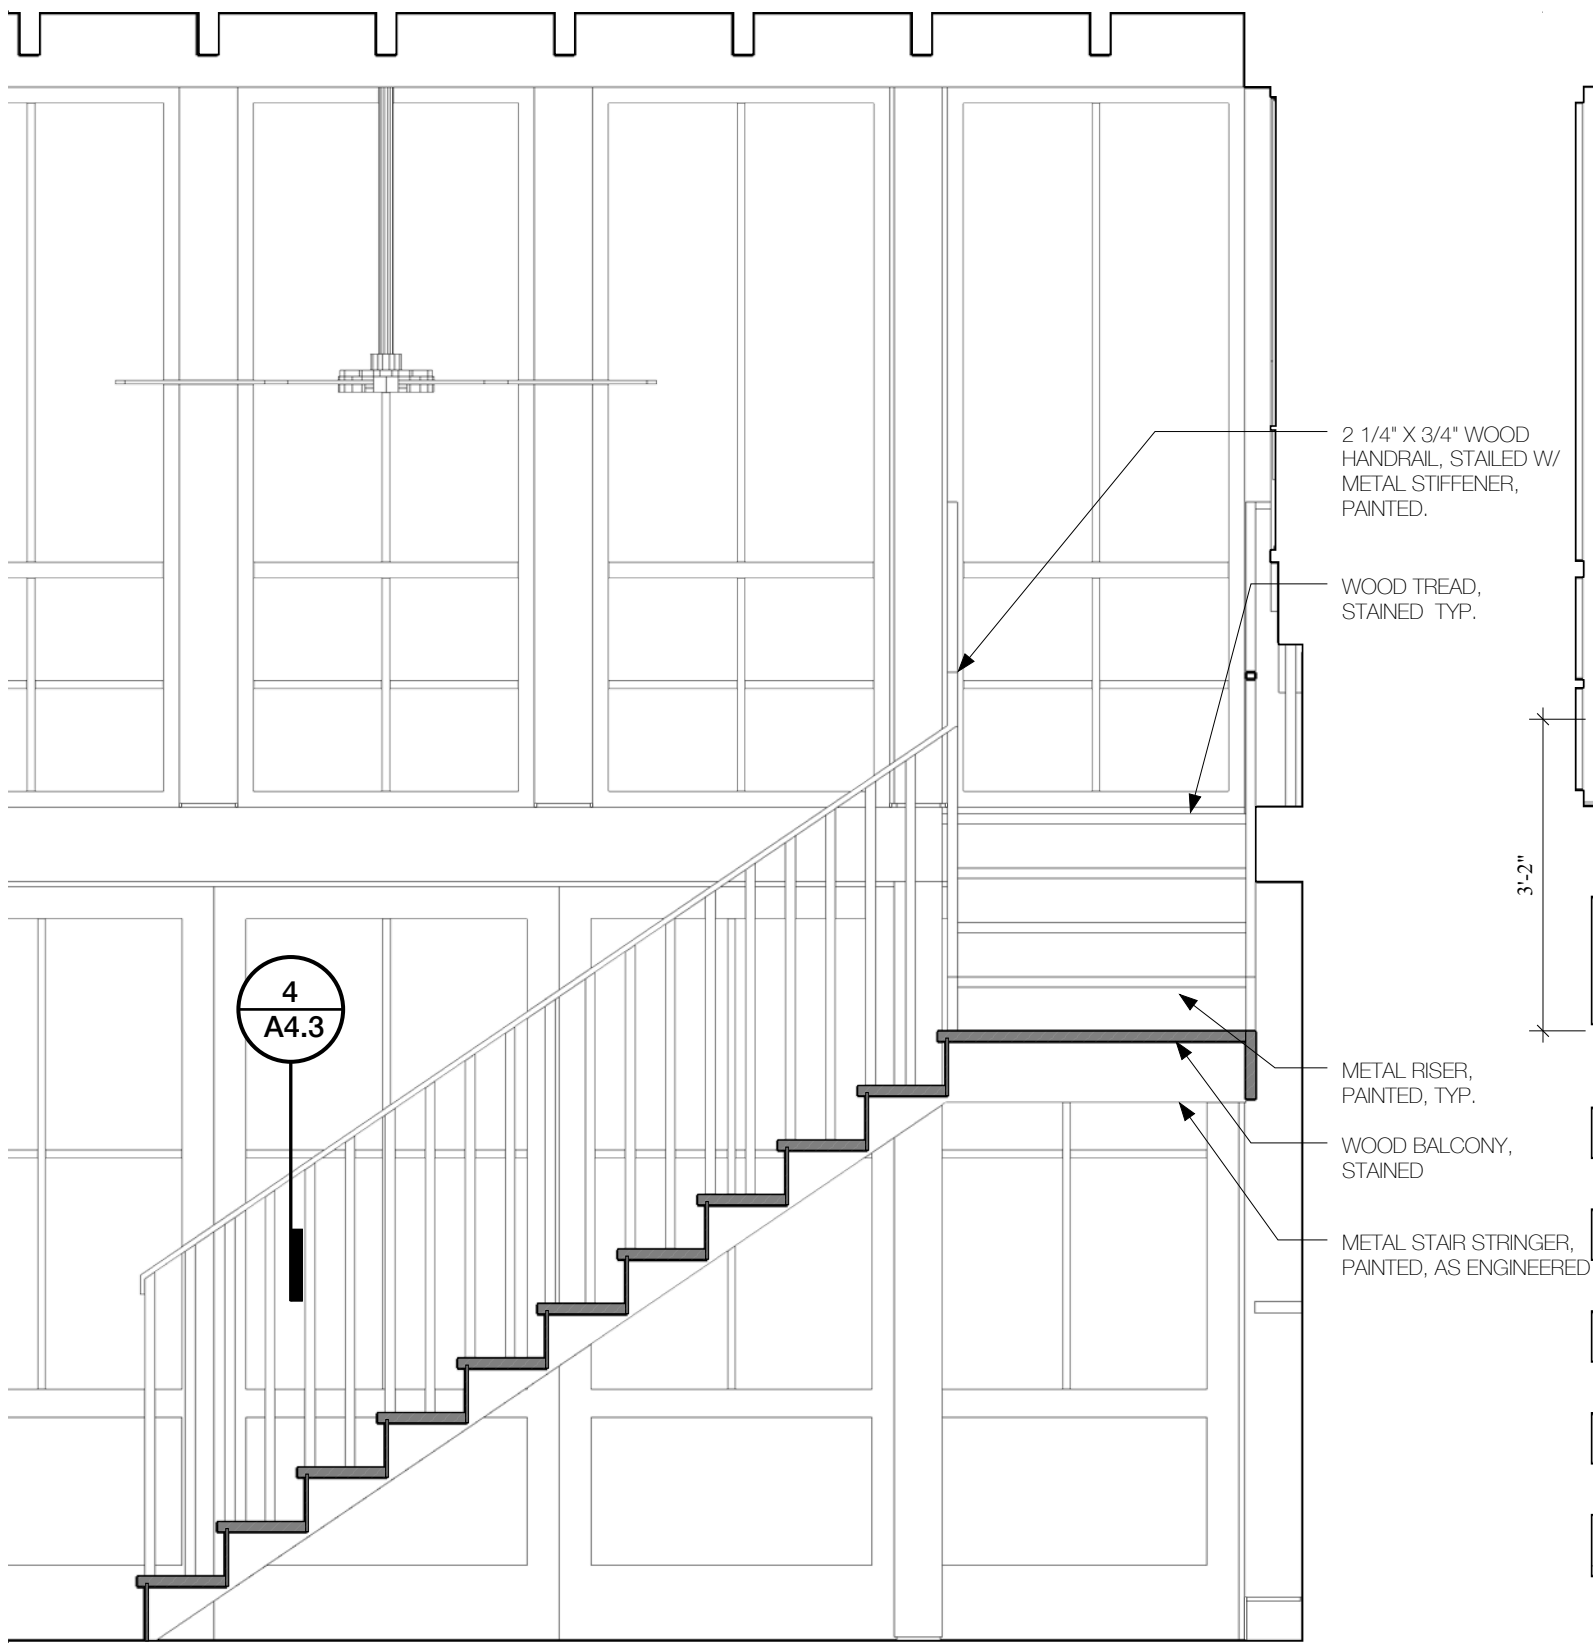 2 1/4" X 3/4" WOOD
HANDRAIL, STAILED W/
METAL STIFFENER,
PAINTED.
WOOD TREAD,
STAINED TYP.
3'-2"
4
A4.3
METAL RISER,
PAINTED, TYP.
WOOD BALCONY,
STAINED
METAL STAIR STRINGER,
PAINTED, AS ENGINEERED